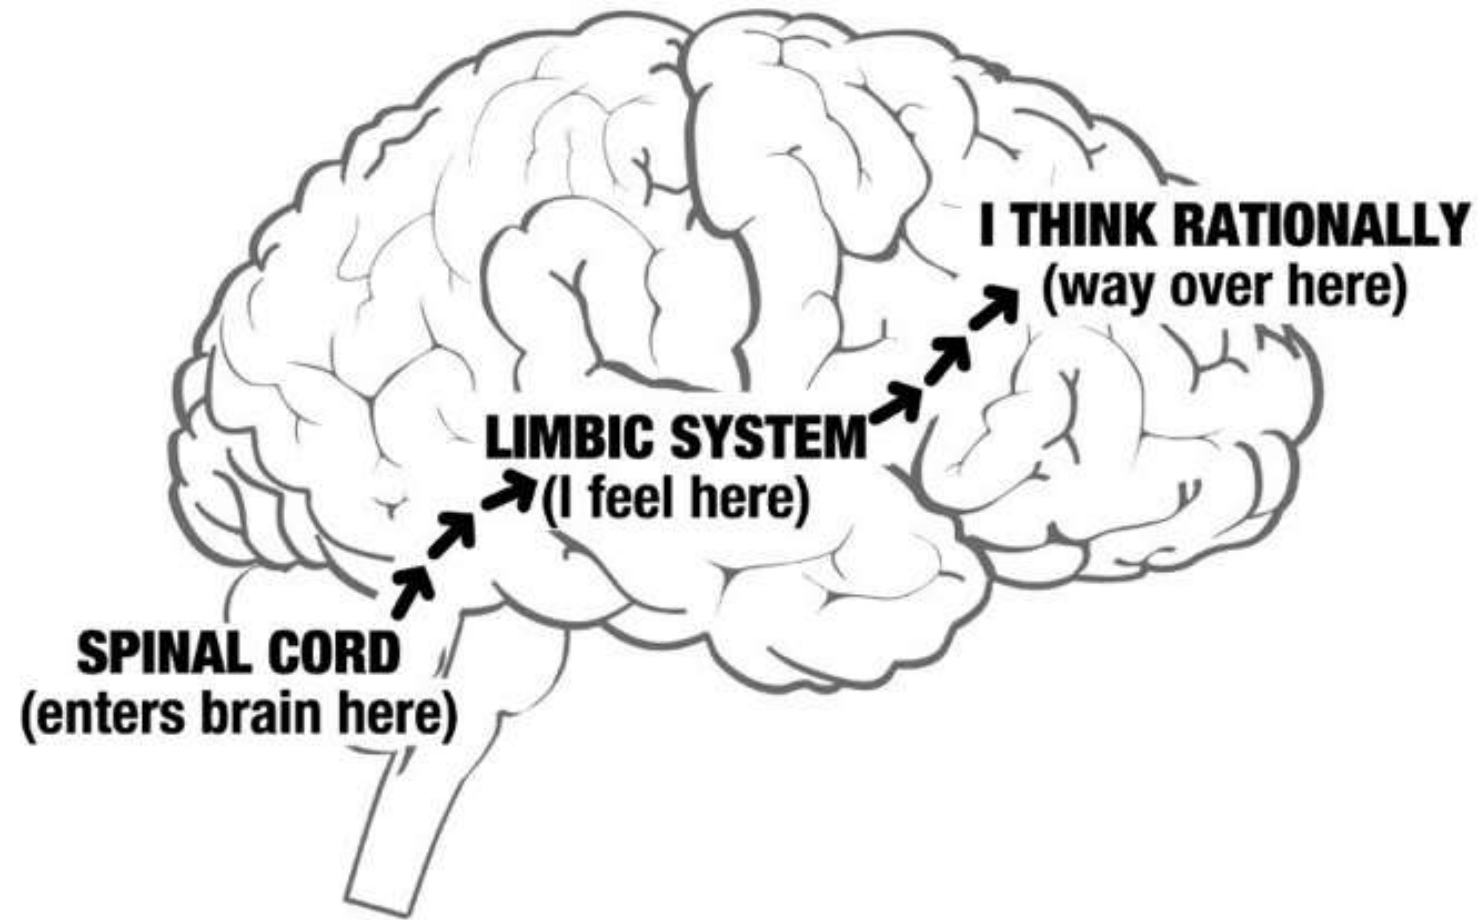 I THINK RATIONALLY
(way over here)
LIMBIC SYSTEM
(I feel here)
SPINAL CORD
(enters brain here)